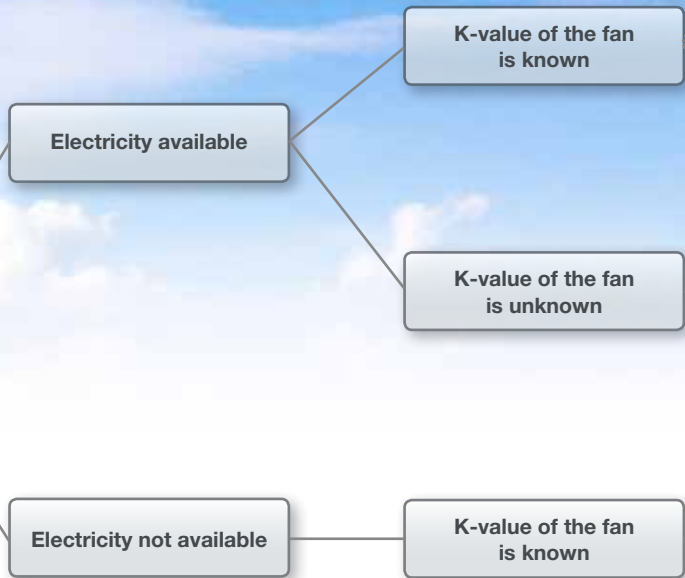 K-value of the fan
is known
Electricity available
K-value of the fan
is unknown
Electricity not available
K-value of the fan
is known